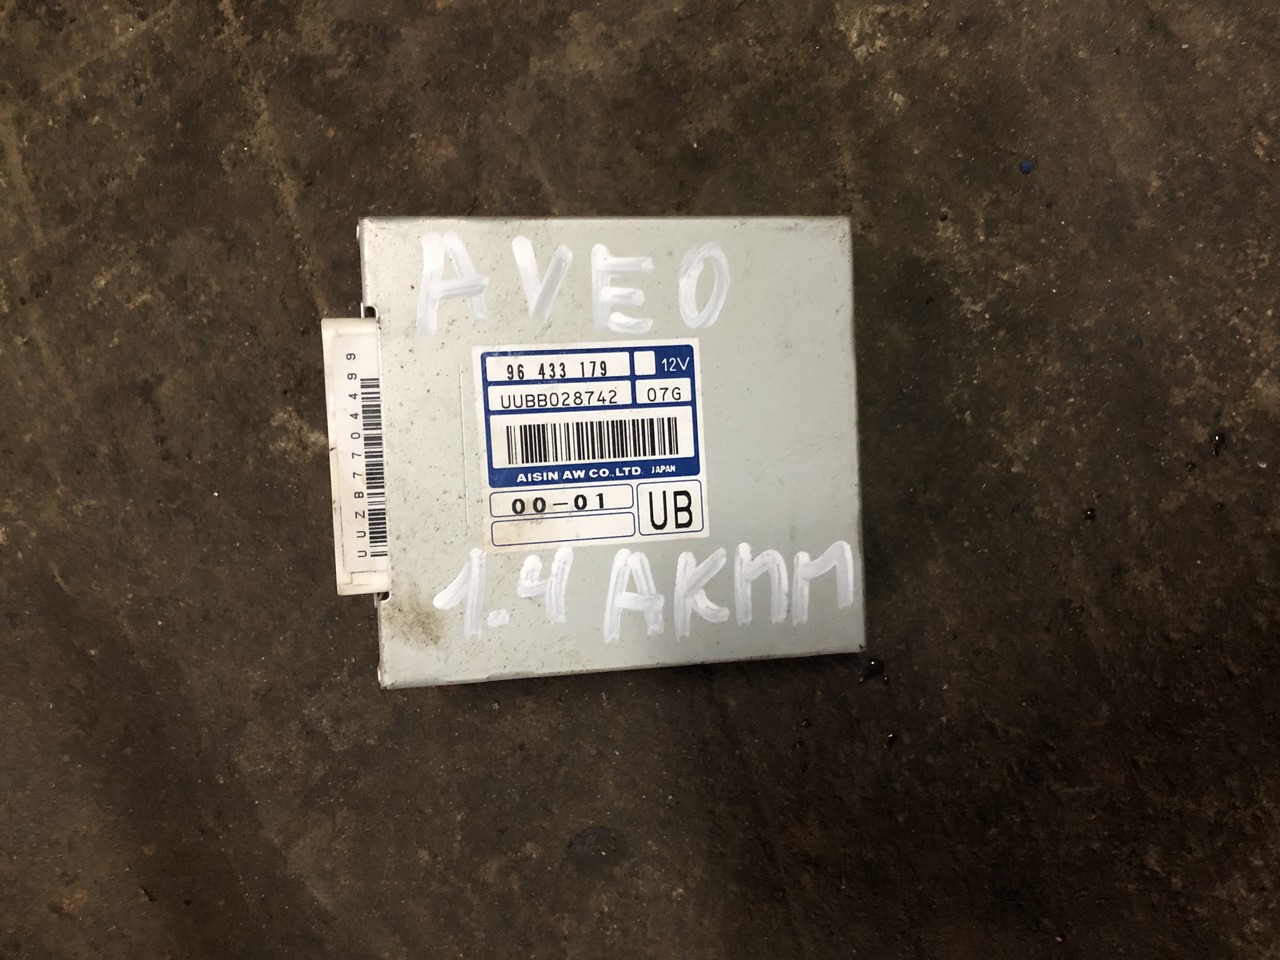 AVEO
96 433 179
12V
UUBB028742
07G
AISIN AW CO.,LTD. JAPAN
00-01
UB
1.4 АКПП
UUZB7704499